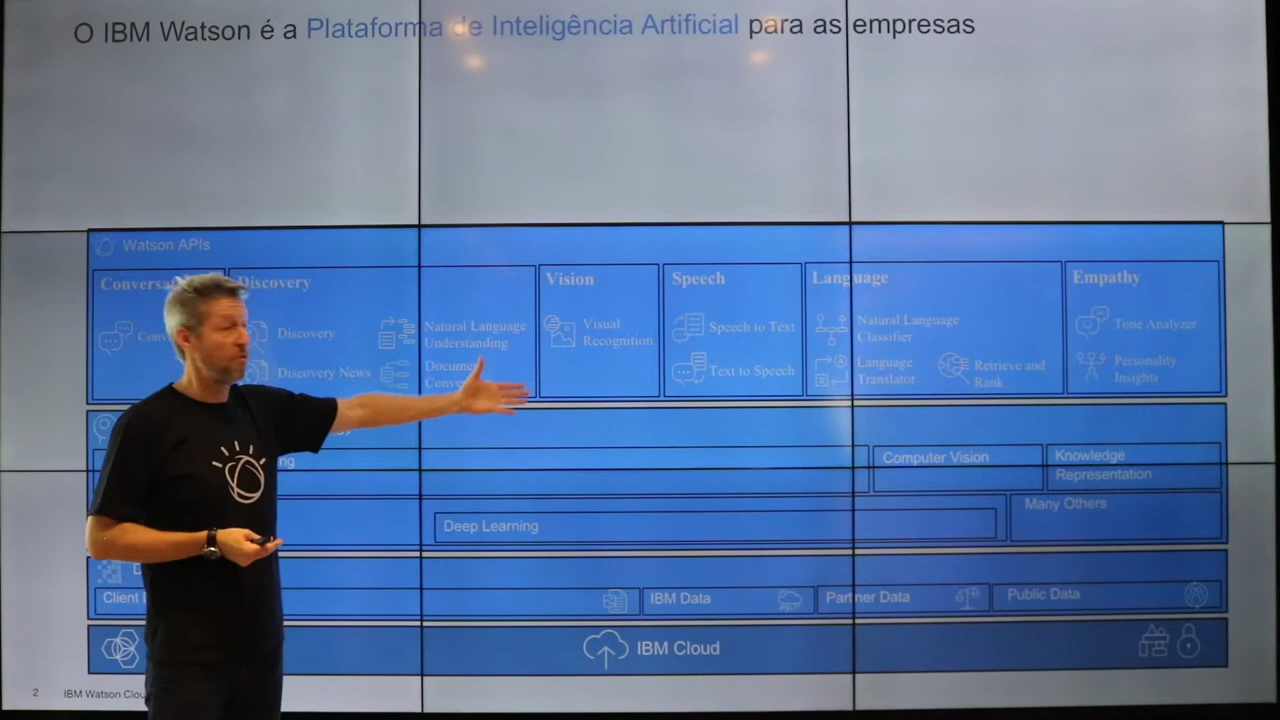 O IBM Watson é a Plataforma de Inteligência Artificial para as empresas
Watson APIs
Discovery
Discovery
Discovery News
Natural Language
Understanding
Vision
Visual
Recognition
Speech
Speech to Text
Text to Speech
Language
Natural Language
Classifier
Language
Translator
Retrieve and
Rank
Empathy
Tone Analyzer
Personality
Insights
Computer Vision
Knowledge
Representation
Deep Learning
Many Others
Client
IBM Data
Partner Data
Public Data
IBM Cloud
2
IBM Watson